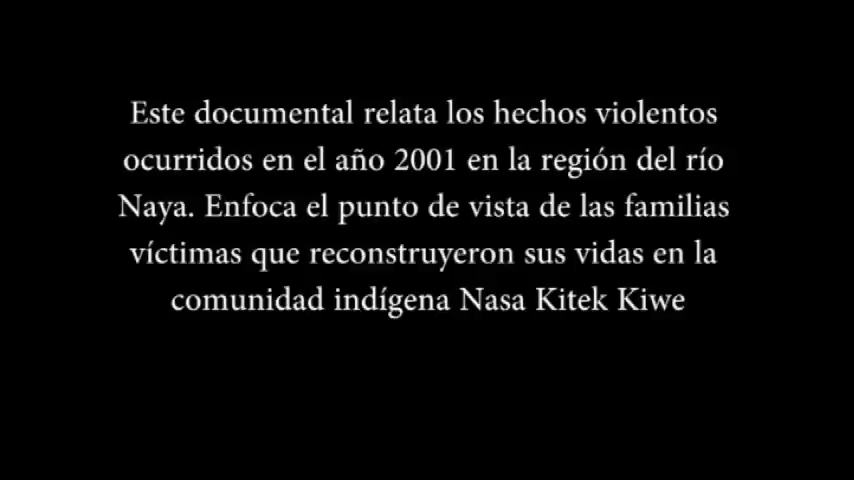 Este documental relata los hechos violentos
ocurridos en el año 2001 en la región del río
Naya. Enfoca el punto de vista de las familias
víctimas que reconstruyeron sus vidas en la
comunidad indígena Nasa Kitek Kiwe